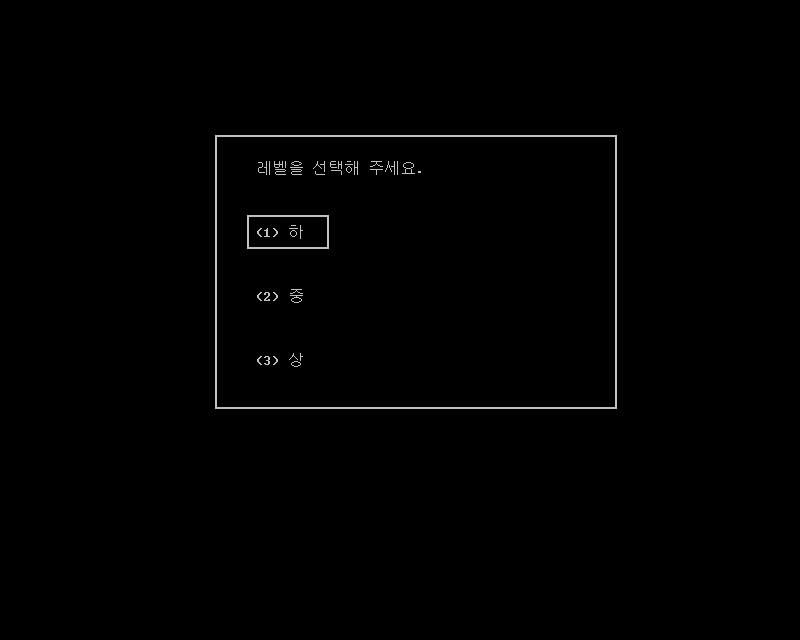 레벨을 선택해 주세요.
(1) 하
(2) 중
(3) 상